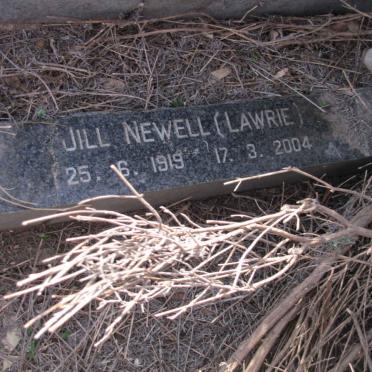 JILL NEWELL (LAWRIE)
25. 6. 1919 - 17. 3. 2004